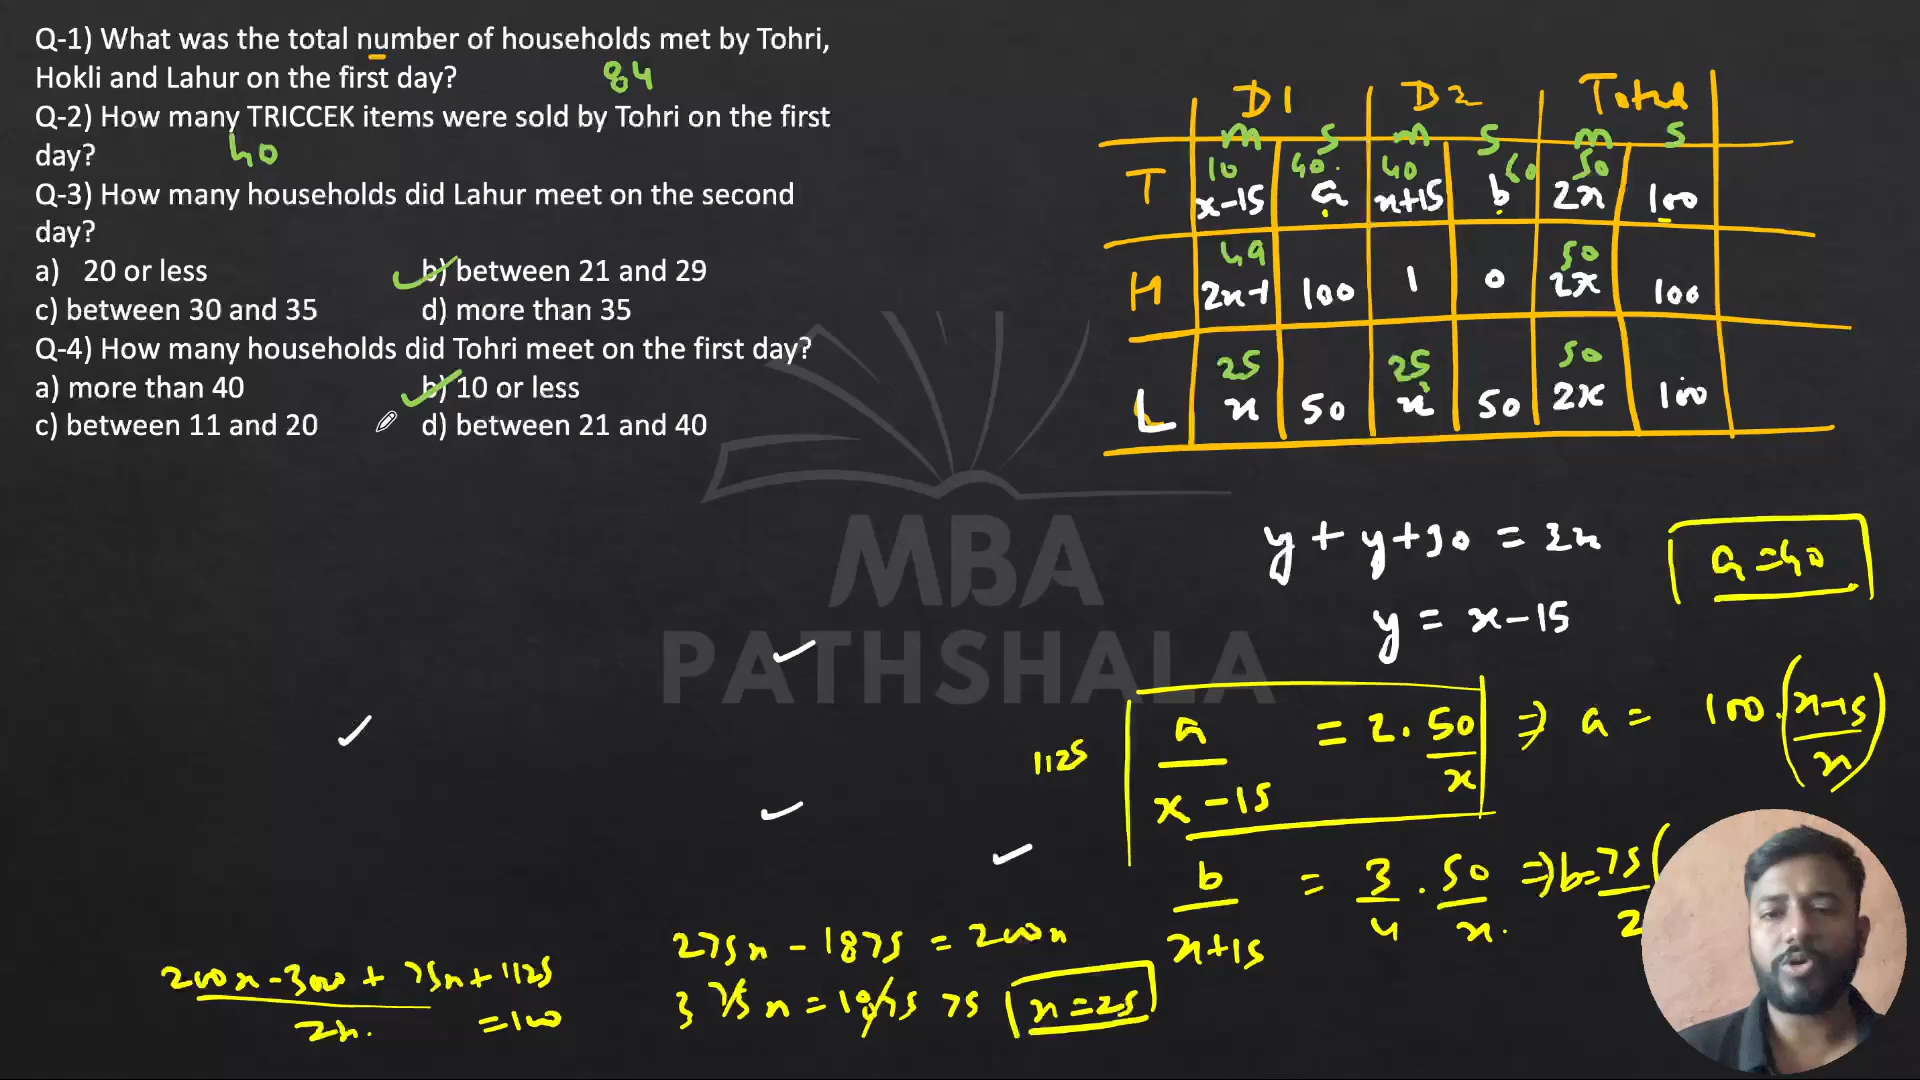 Q-1) What was the total number of households met by Tohri,
Hokli and Lahur on the first day? 84
Q-2) How many TRICCEK items were sold by Tohri on the first
day? 40
Q-3) How many households did Lahur meet on the second
day?
a) 20 or less b) between 21 and 29
c) between 30 and 35 d) more than 35
Q-4) How many households did Tohri meet on the first day?
a) more than 40 b) 10 or less
c) between 11 and 20 d) between 21 and 40
D1 D2 Total
m s m s m s
10 40 40 60 50
T x-15 a x+15 b 2x 100
49 50
H 2x-1 100 1 0 2x 100
25 25 50
L x 50 x 50 2x 100
MBA
PATHSHALA
y + y+30 = 2x
y = x-15
a=40
a/(x-15) = 2. 50/x ⇒ a = 100.((x-15)/x)
1125
b/(x+15) = 3/4 . 50/x. ⇒ b=75/2(
275x - 1875 = 200x
x=25
(200x-3000 + 75x+1125)/2x. =100